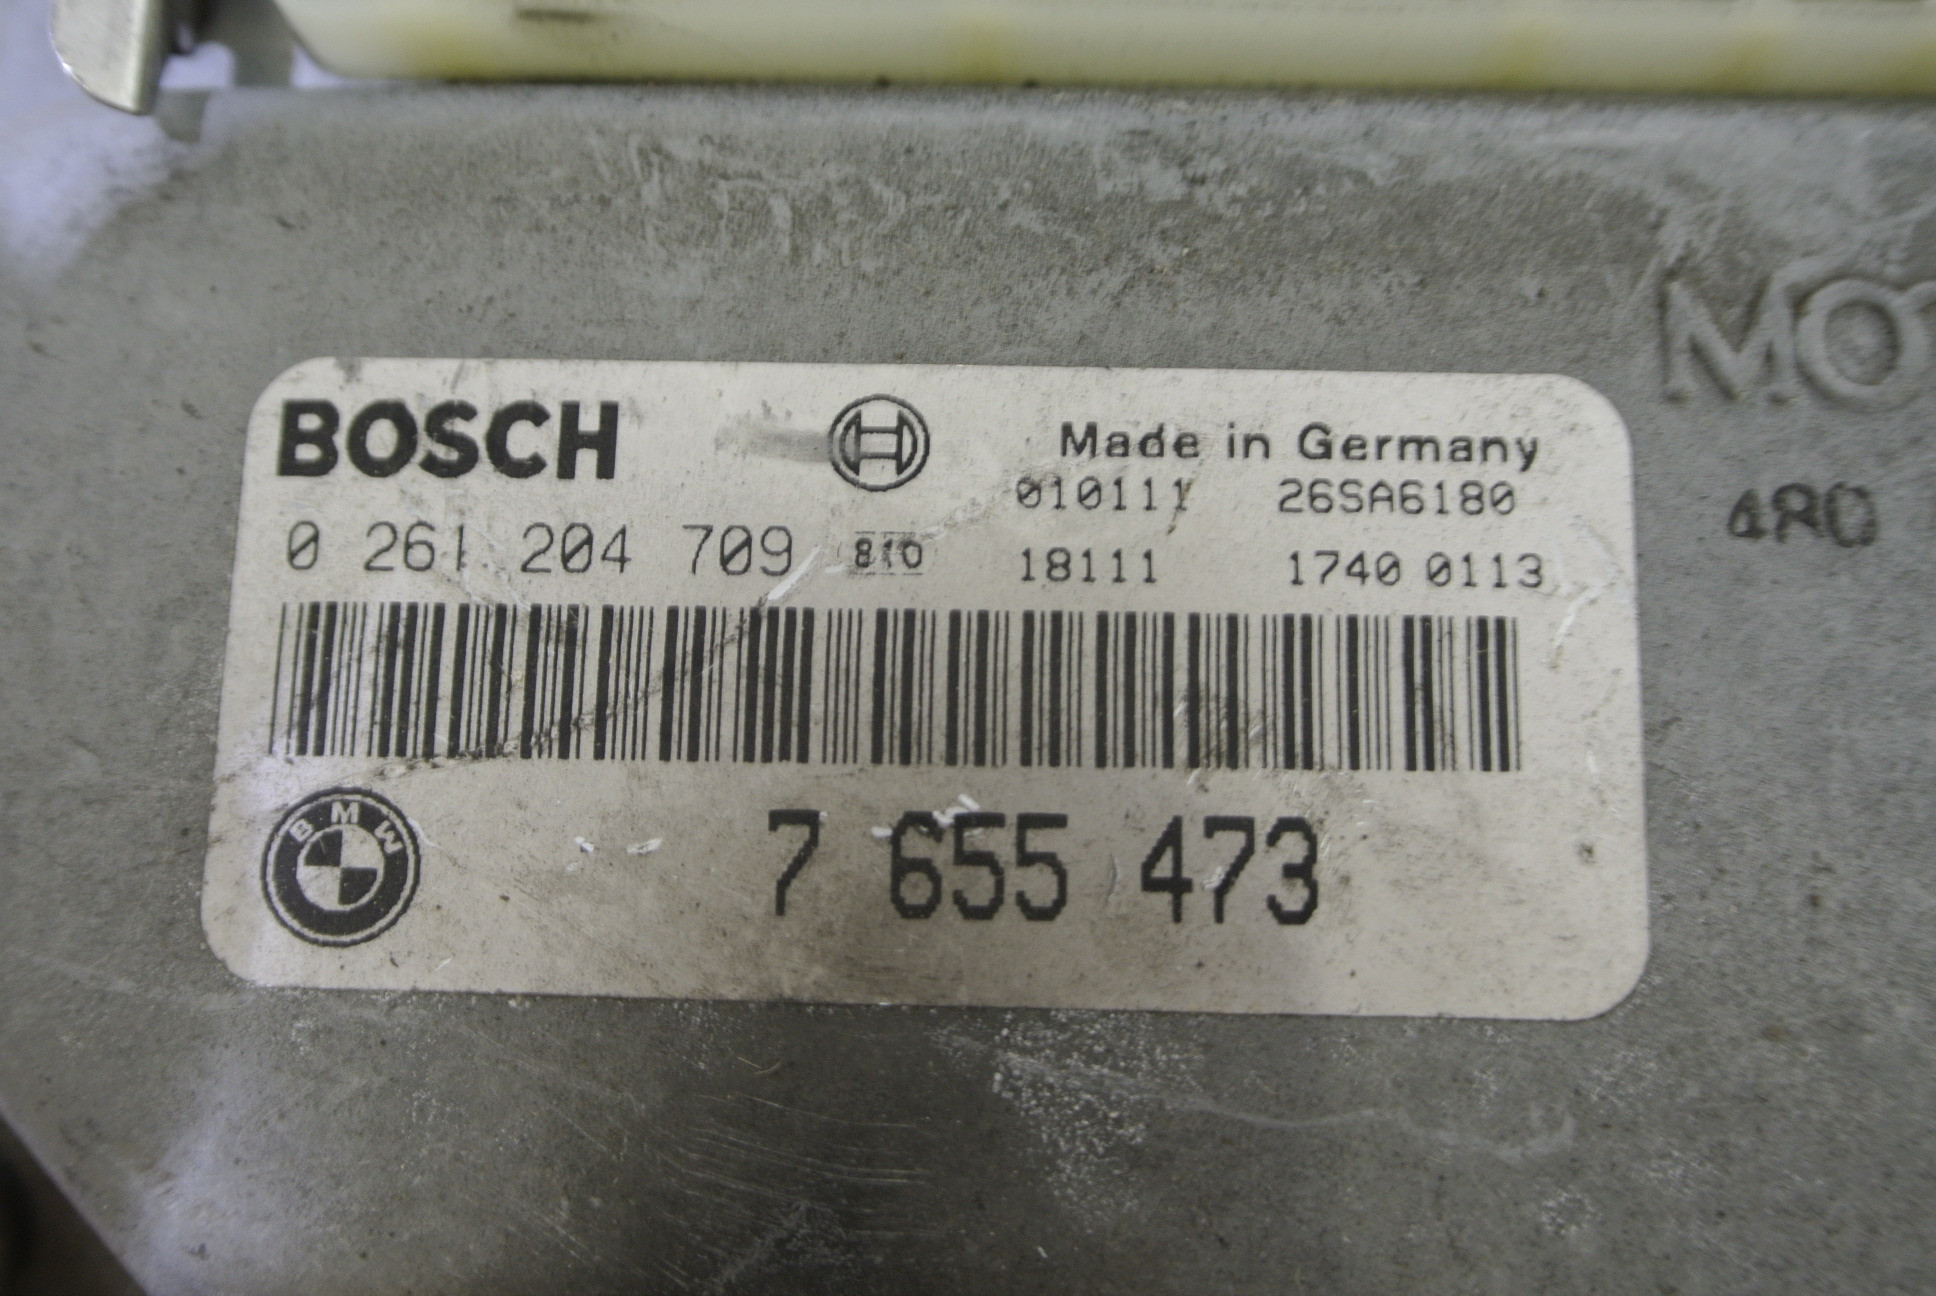 MO
BOSCH
Made in Germany
010111 26SA6180
480
0 261 204 709 810
18111 1740 0113
BMW
7 655 473